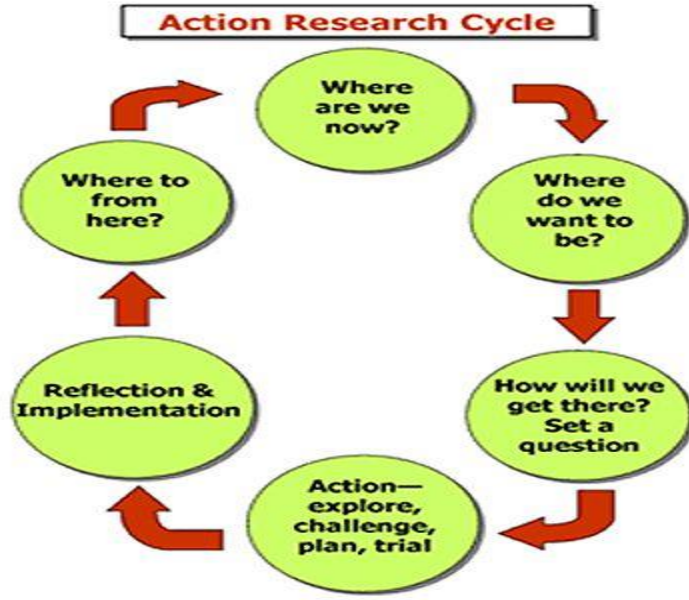 Action Research Cycle
Where
are we
now?
Where
do we
want to
be?
How will we
get there?
Set a
question
Action—
explore,
challenge,
plan, trial
Reflection &
Implementation
Where to
from
here?